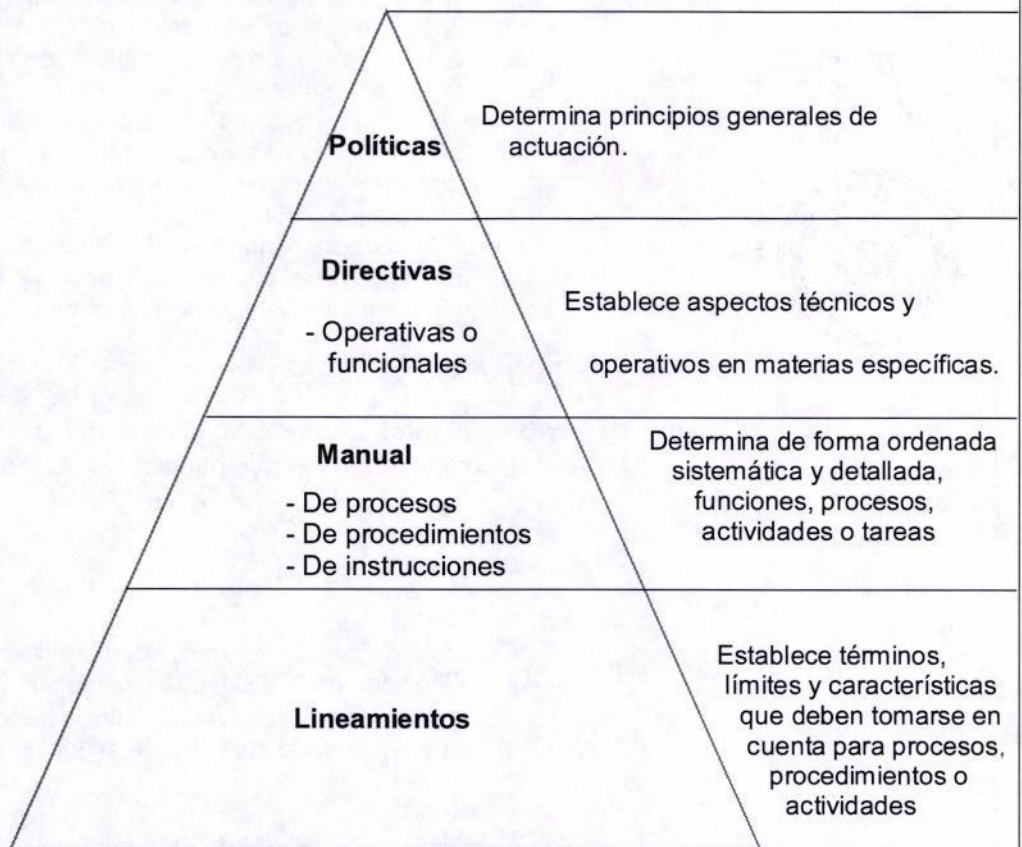 Políticas
Determina principios generales de
actuación.
Directivas
- Operativas o
funcionales
Establece aspectos técnicos y
operativos en materias específicas.
Manual
- De procesos
- De procedimientos
- De instrucciones
Determina de forma ordenada
sistemática y detallada,
funciones, procesos,
actividades o tareas
Lineamientos
Establece términos,
límites y características
que deben tomarse en
cuenta para procesos,
procedimientos o
actividades